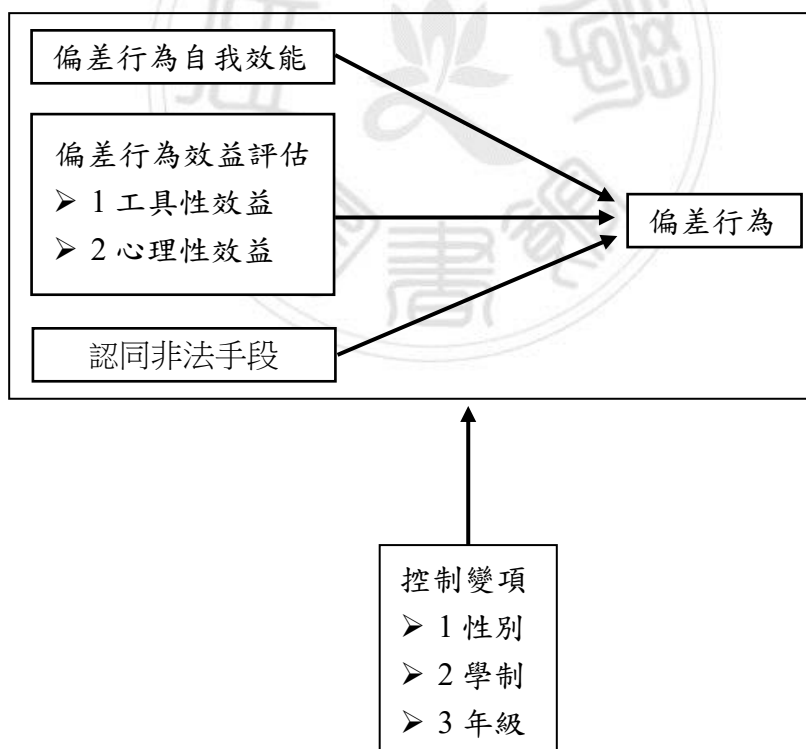 偏差行為自我效能
偏差行為效益評估
➢ 1 工具性效益
➢ 2 心理性效益
偏差行為
認同非法手段
控制變項
➢ 1 性別
➢ 2 學制
➢ 3 年級